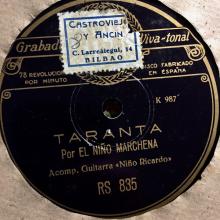 CASTROVIEJO
Y ANCIN
C. Larreátegui, 14
BILBAO
Grabado Viva-tonal
78 REVOLUCIONES
POR MINUTO
DISCO FABRICADO
EN ESPAÑA
K 987
TARANTA
Por EL NIÑO MARCHENA
Acomp. Guitarra «Niño Ricardo»
RS 835